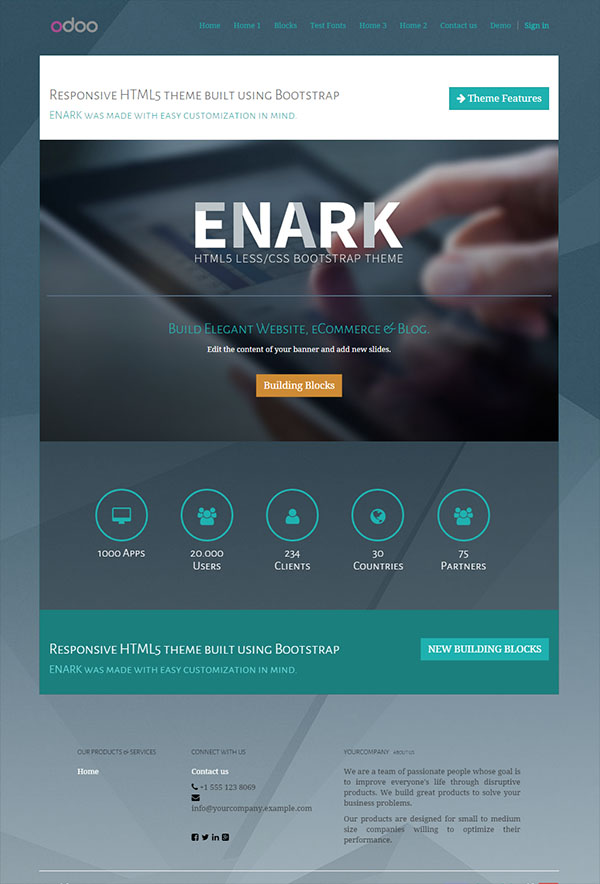 odoo
Home Home 1 Blocks Test Funts Home 3 Home 2 Contact us Demo Sign in
Responsive HTML5 theme built using Bootstrap
ENARK was made with easy customization in mind.
Theme Features
ENARK
HTML5 LESS/CSS BOOTSTRAP THEME
Build Elegant Website, eCommerce & Blog.
Edit the content of your banner and add new slides.
Building Blocks
1000 Apps
20.000
Users
234
Clients
30
Countries
75
Partners
Responsive HTML5 theme built using Bootstrap
ENARK was made with easy customization in mind.
NEW BUILDING BLOCKS
OUR PRODUCTS & SERVICES
Home
CONNECT WITH US
Contact us
+1 555 123 8069
info@yourcompany.example.com
YOURCOMPANY ABOUT US
We are a team of passionate people whose goal is
to improve everyone's life through disruptive
products. We build great products to solve your
business problems.
Our products are designed for small to medium
size companies willing to optimize their
performance.